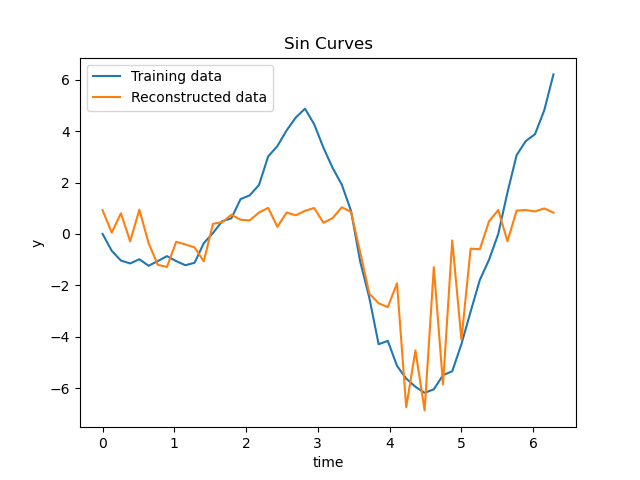 Sin Curves
Training data
Reconstructed data
y
6
4
2
0
−2
−4
−6
0 1 2 3 4 5 6
time